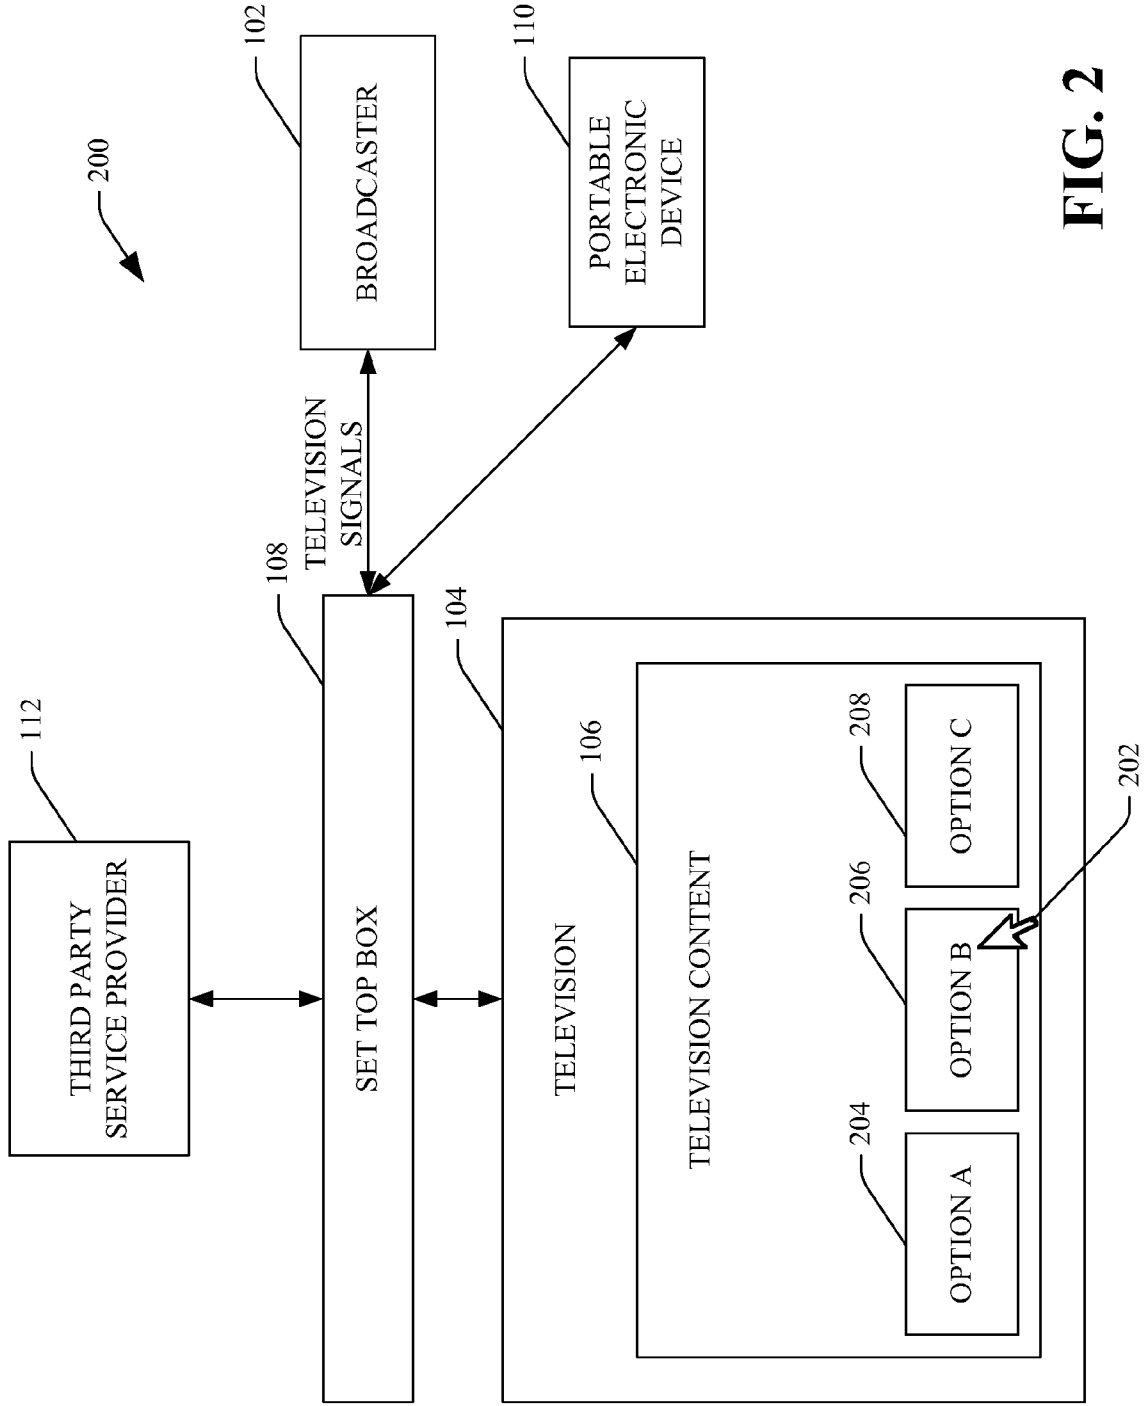 200
112
THIRD PARTY
SERVICE PROVIDER
108
SET TOP BOX
TELEVISION
SIGNALS
102
BROADCASTER
110
PORTABLE
ELECTRONIC
DEVICE
104
TELEVISION
106
TELEVISION CONTENT
204
OPTION A
206
OPTION B
208
OPTION C
202
FIG. 2